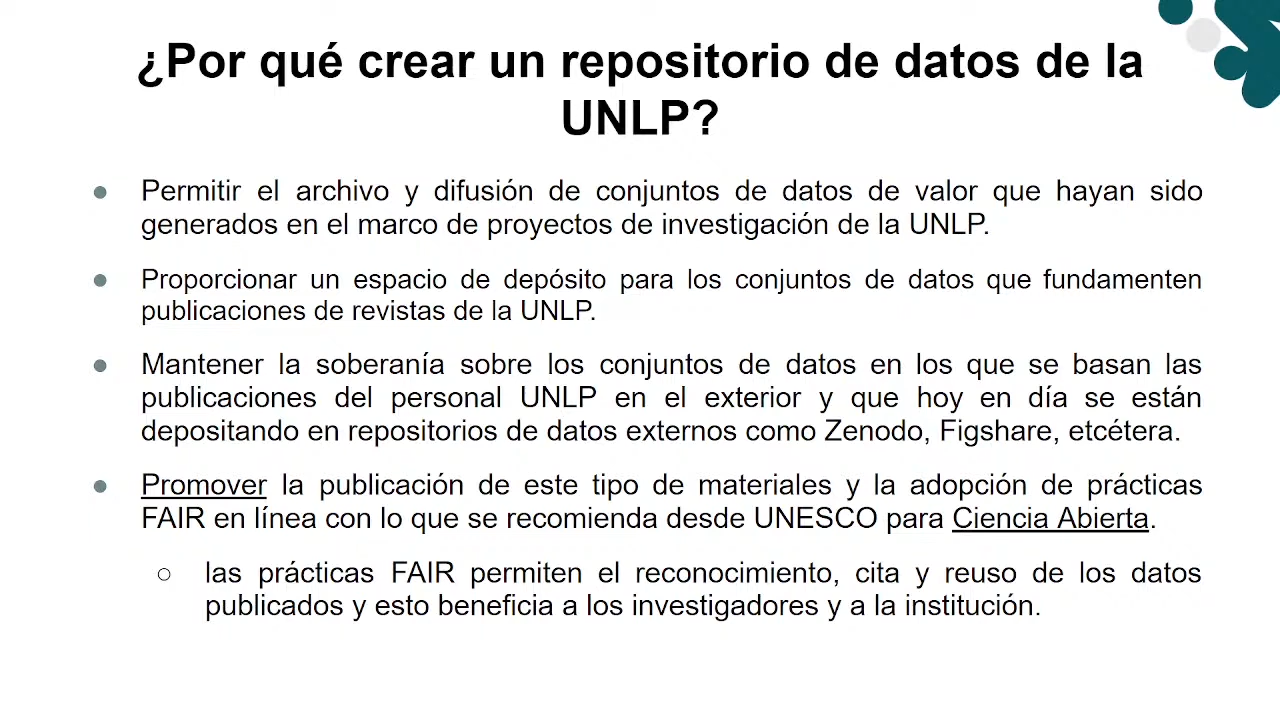 ¿Por qué crear un repositorio de datos de la
UNLP?
● Permitir el archivo y difusión de conjuntos de datos de valor que hayan sido
generados en el marco de proyectos de investigación de la UNLP.
● Proporcionar un espacio de depósito para los conjuntos de datos que fundamenten
publicaciones de revistas de la UNLP.
● Mantener la soberanía sobre los conjuntos de datos en los que se basan las
publicaciones del personal UNLP en el exterior y que hoy en día se están
depositando en repositorios de datos externos como Zenodo, Figshare, etcétera.
● Promover la publicación de este tipo de materiales y la adopción de prácticas
FAIR en línea con lo que se recomienda desde UNESCO para Ciencia Abierta.
○ las prácticas FAIR permiten el reconocimiento, cita y reuso de los datos
publicados y esto beneficia a los investigadores y a la institución.